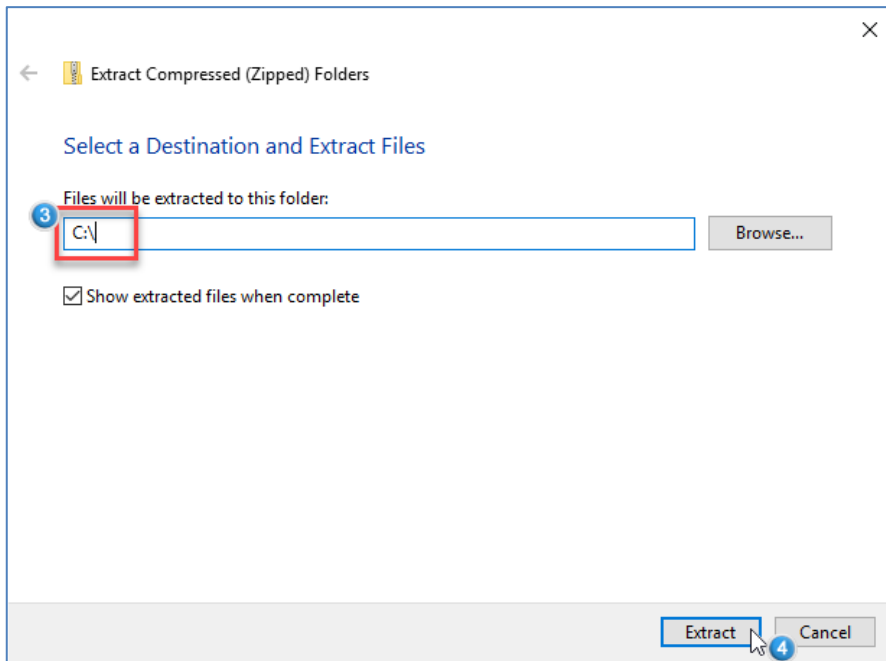 Extract Compressed (Zipped) Folders
Select a Destination and Extract Files
Files will be extracted to this folder:
3
C:\
Browse...
Show extracted files when complete
Extract
Cancel
4